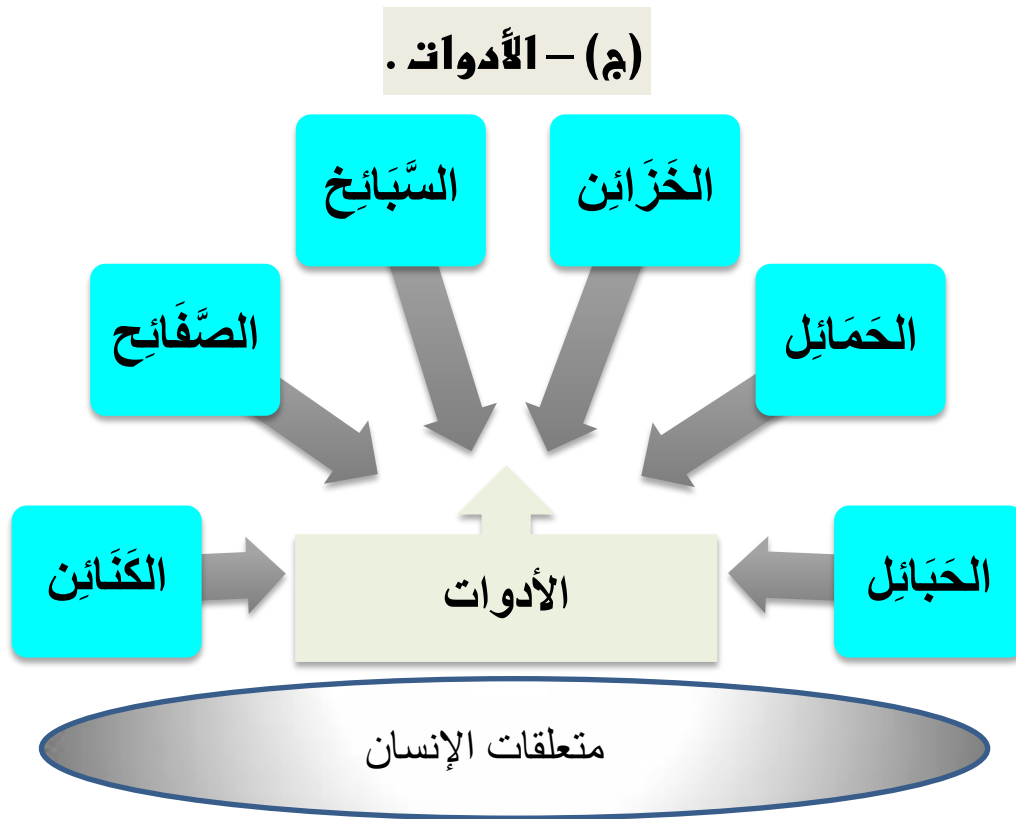 (ج) – الأدوات .
الخَزَائِن
السَّبَائِخ
الحَمَائِل
الصَّفَائِح
الحَبَائِل
الكَنَائِن
الأدوات
متعلقات الإنسان